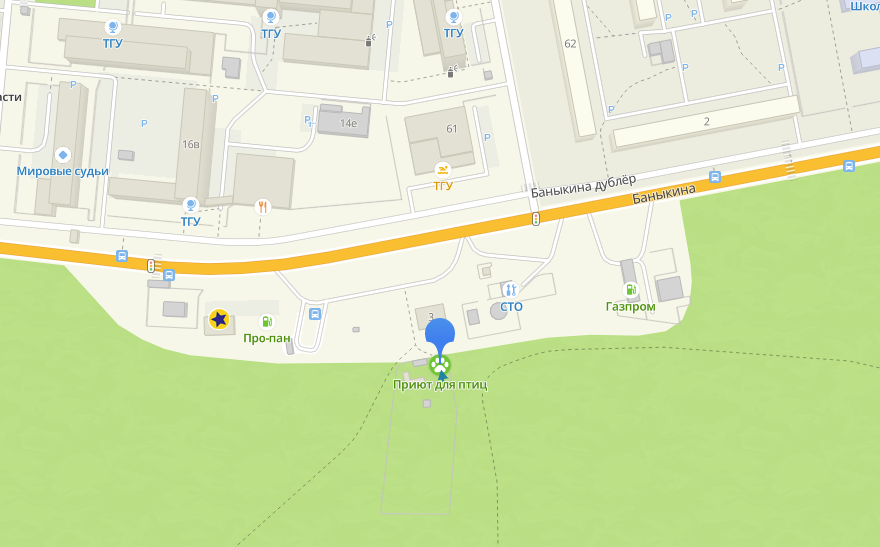 Школ
ТГУ
ТГУ
ТГУ
P
P
62
P
P
P
асти
P
P
P
P
14е
61
P
2
16в
Мировые судьи
ТГУ
ТГУ
Баныкина дублёр
Баныкина
Газпром
СТО
3
Про-пан
Приют для птиц